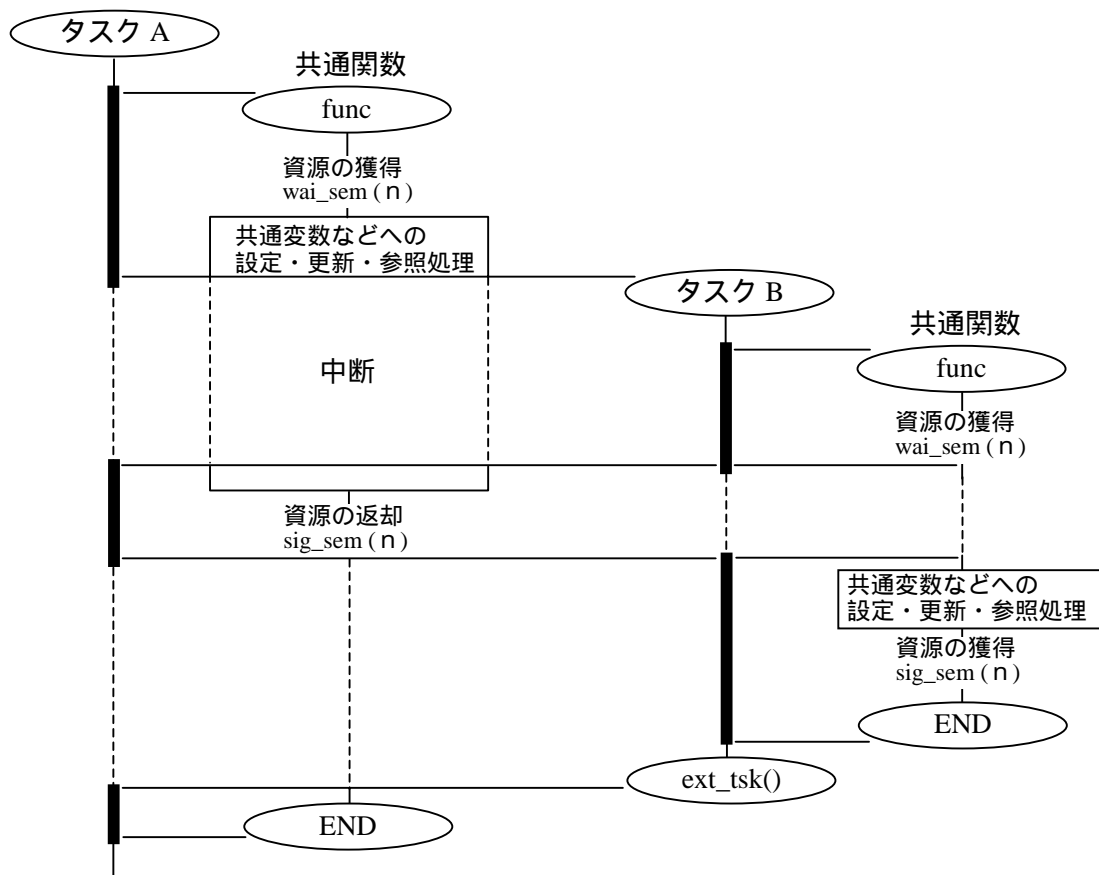 タスク A
共通関数
func
資源の獲得
wai_sem (n)
共通変数などへの
設定・更新・参照処理
タスク B
共通関数
func
中断
資源の獲得
wai_sem (n)
資源の返却
sig_sem (n)
共通変数などへの
設定・更新・参照処理
資源の獲得
sig_sem (n)
END
ext_tsk()
END